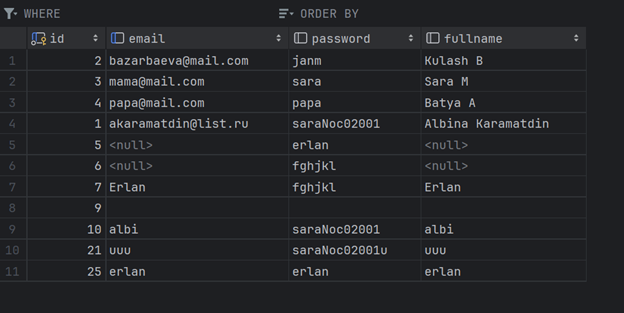 WHERE ORDER BY
id email password fullname
1 2 bazarbaeva@mail.com janm Kulash B
2 3 mama@mail.com sara Sara M
3 4 papa@mail.com papa Batya A
4 1 akaramatdin@list.ru saraNoc02001 Albina Karamatdin
5 5 <null> erlan <null>
6 6 <null> fghjkl <null>
7 7 Erlan fghjkl Erlan
8 9
9 10 albi saraNoc02001 albi
10 21 uuu saraNoc02001u uuu
11 25 erlan erlan erlan